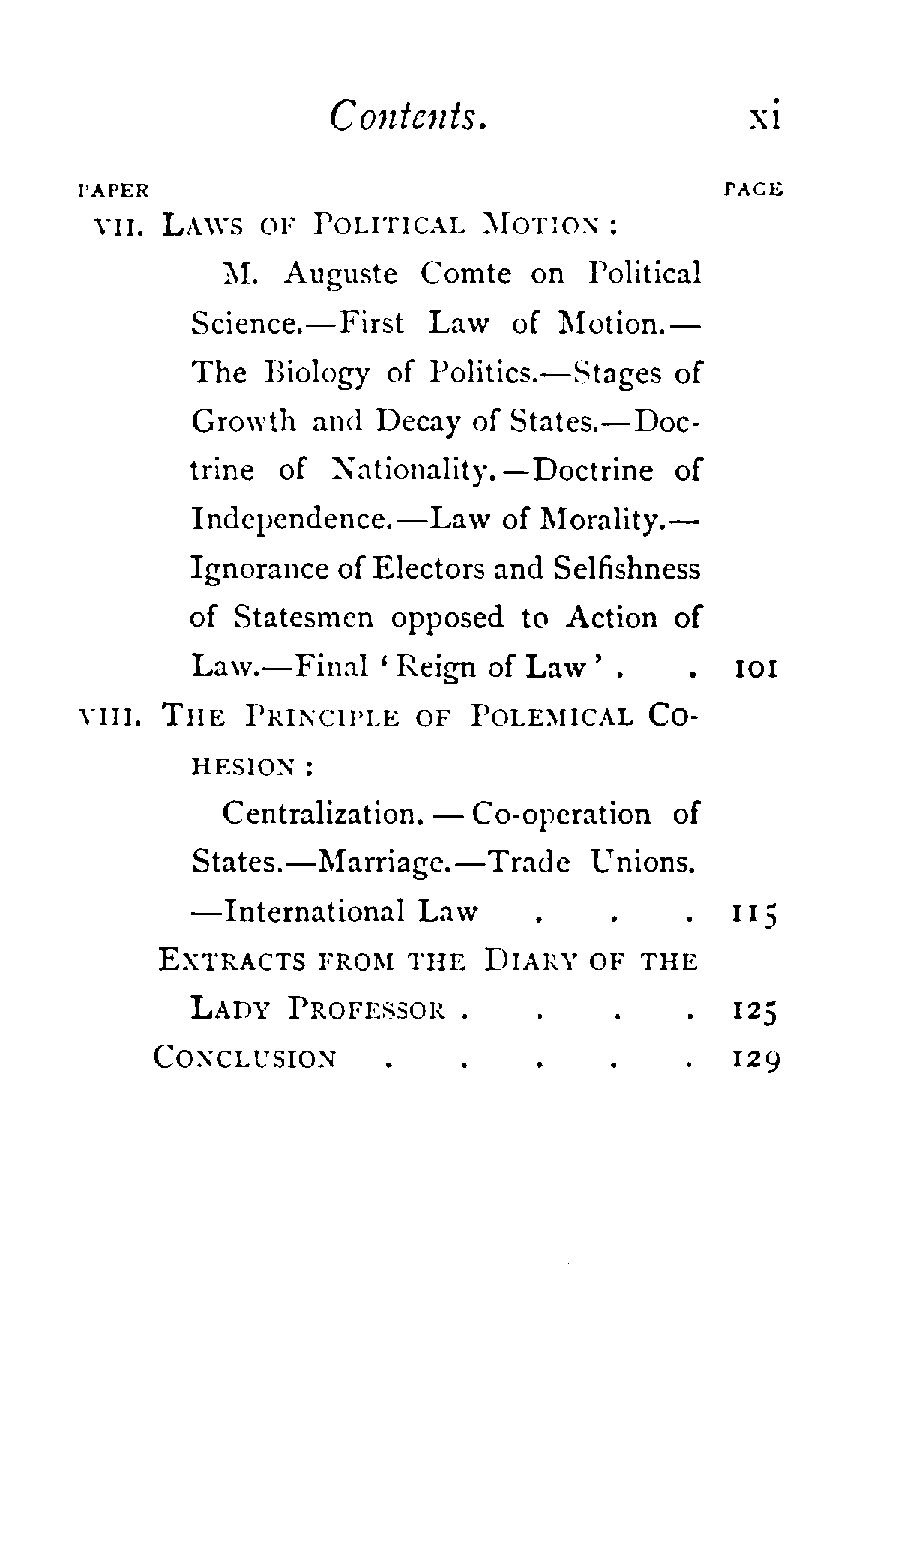 Contents. xi
PAPER PAGE
VII. LAWS OF POLITICAL MOTION :
M. Auguste Comte on Political
Science.—First Law of Motion.—
The Biology of Politics.—Stages of
Growth and Decay of States.—Doc-
trine of Nationality.—Doctrine of
Independence.—Law of Morality.—
Ignorance of Electors and Selfishness
of Statesmen opposed to Action of
Law.—Final ‘Reign of Law’ . . 101
VIII. THE PRINCIPLE OF POLEMICAL CO-
HESION :
Centralization.—Co-operation of
States.—Marriage.—Trade Unions.
—International Law . . . 115
EXTRACTS FROM THE DIARY OF THE
LADY PROFESSOR . . . . 125
CONCLUSION . . . . . 129